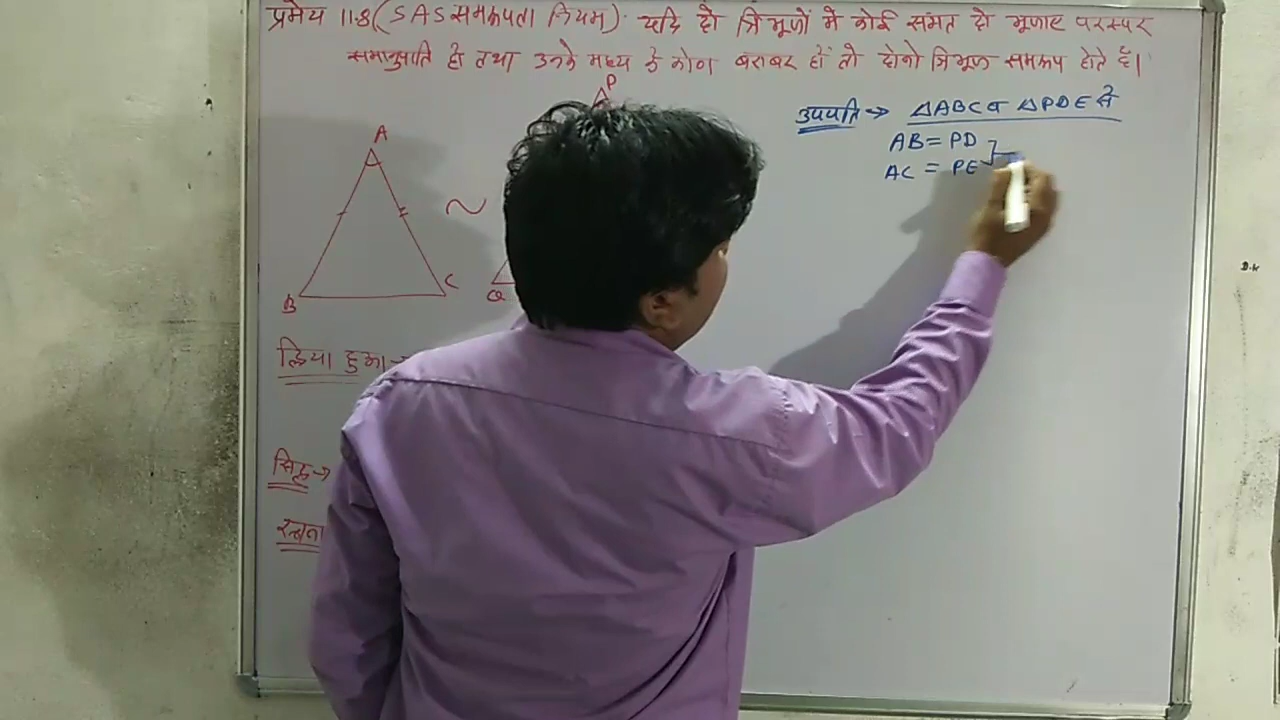 प्रमेय 11.8 (SAS समरूपता नियम) यदि दो त्रिभूजों मे कोई संगत दो भूजाए परस्पर
समानुपाति हो तथा उनके मध्य के कोण बराबर हों तो दोनो त्रिभूज समरूप होते हैं।
P
उपपति → △ABC व △PDE से
A
AB = PD
AC = PE
~
B
C
Q
दिया हुआ
सिद्ध →
रचना